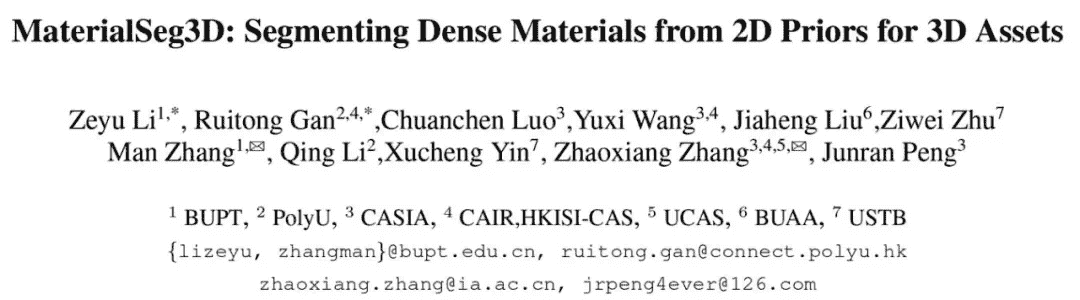 MaterialSeg3D: Segmenting Dense Materials from 2D Priors for 3D Assets
Zeyu Li1,*, Ruitong Gan2,4,*,Chuanchen Luo3,Yuxi Wang3,4, Jiaheng Liu6,Ziwei Zhu7
Man Zhang1,✉, Qing Li2,Xucheng Yin7, Zhaoxiang Zhang3,4,5,✉, Junran Peng3
1 BUPT, 2 PolyU, 3 CASIA, 4 CAIR,HKISI-CAS, 5 UCAS, 6 BUAA, 7 USTB
{lizeyu, zhangman}@bupt.edu.cn, ruitong.gan@connect.polyu.hk
zhaoxiang.zhang@ia.ac.cn, jrpeng4ever@126.com